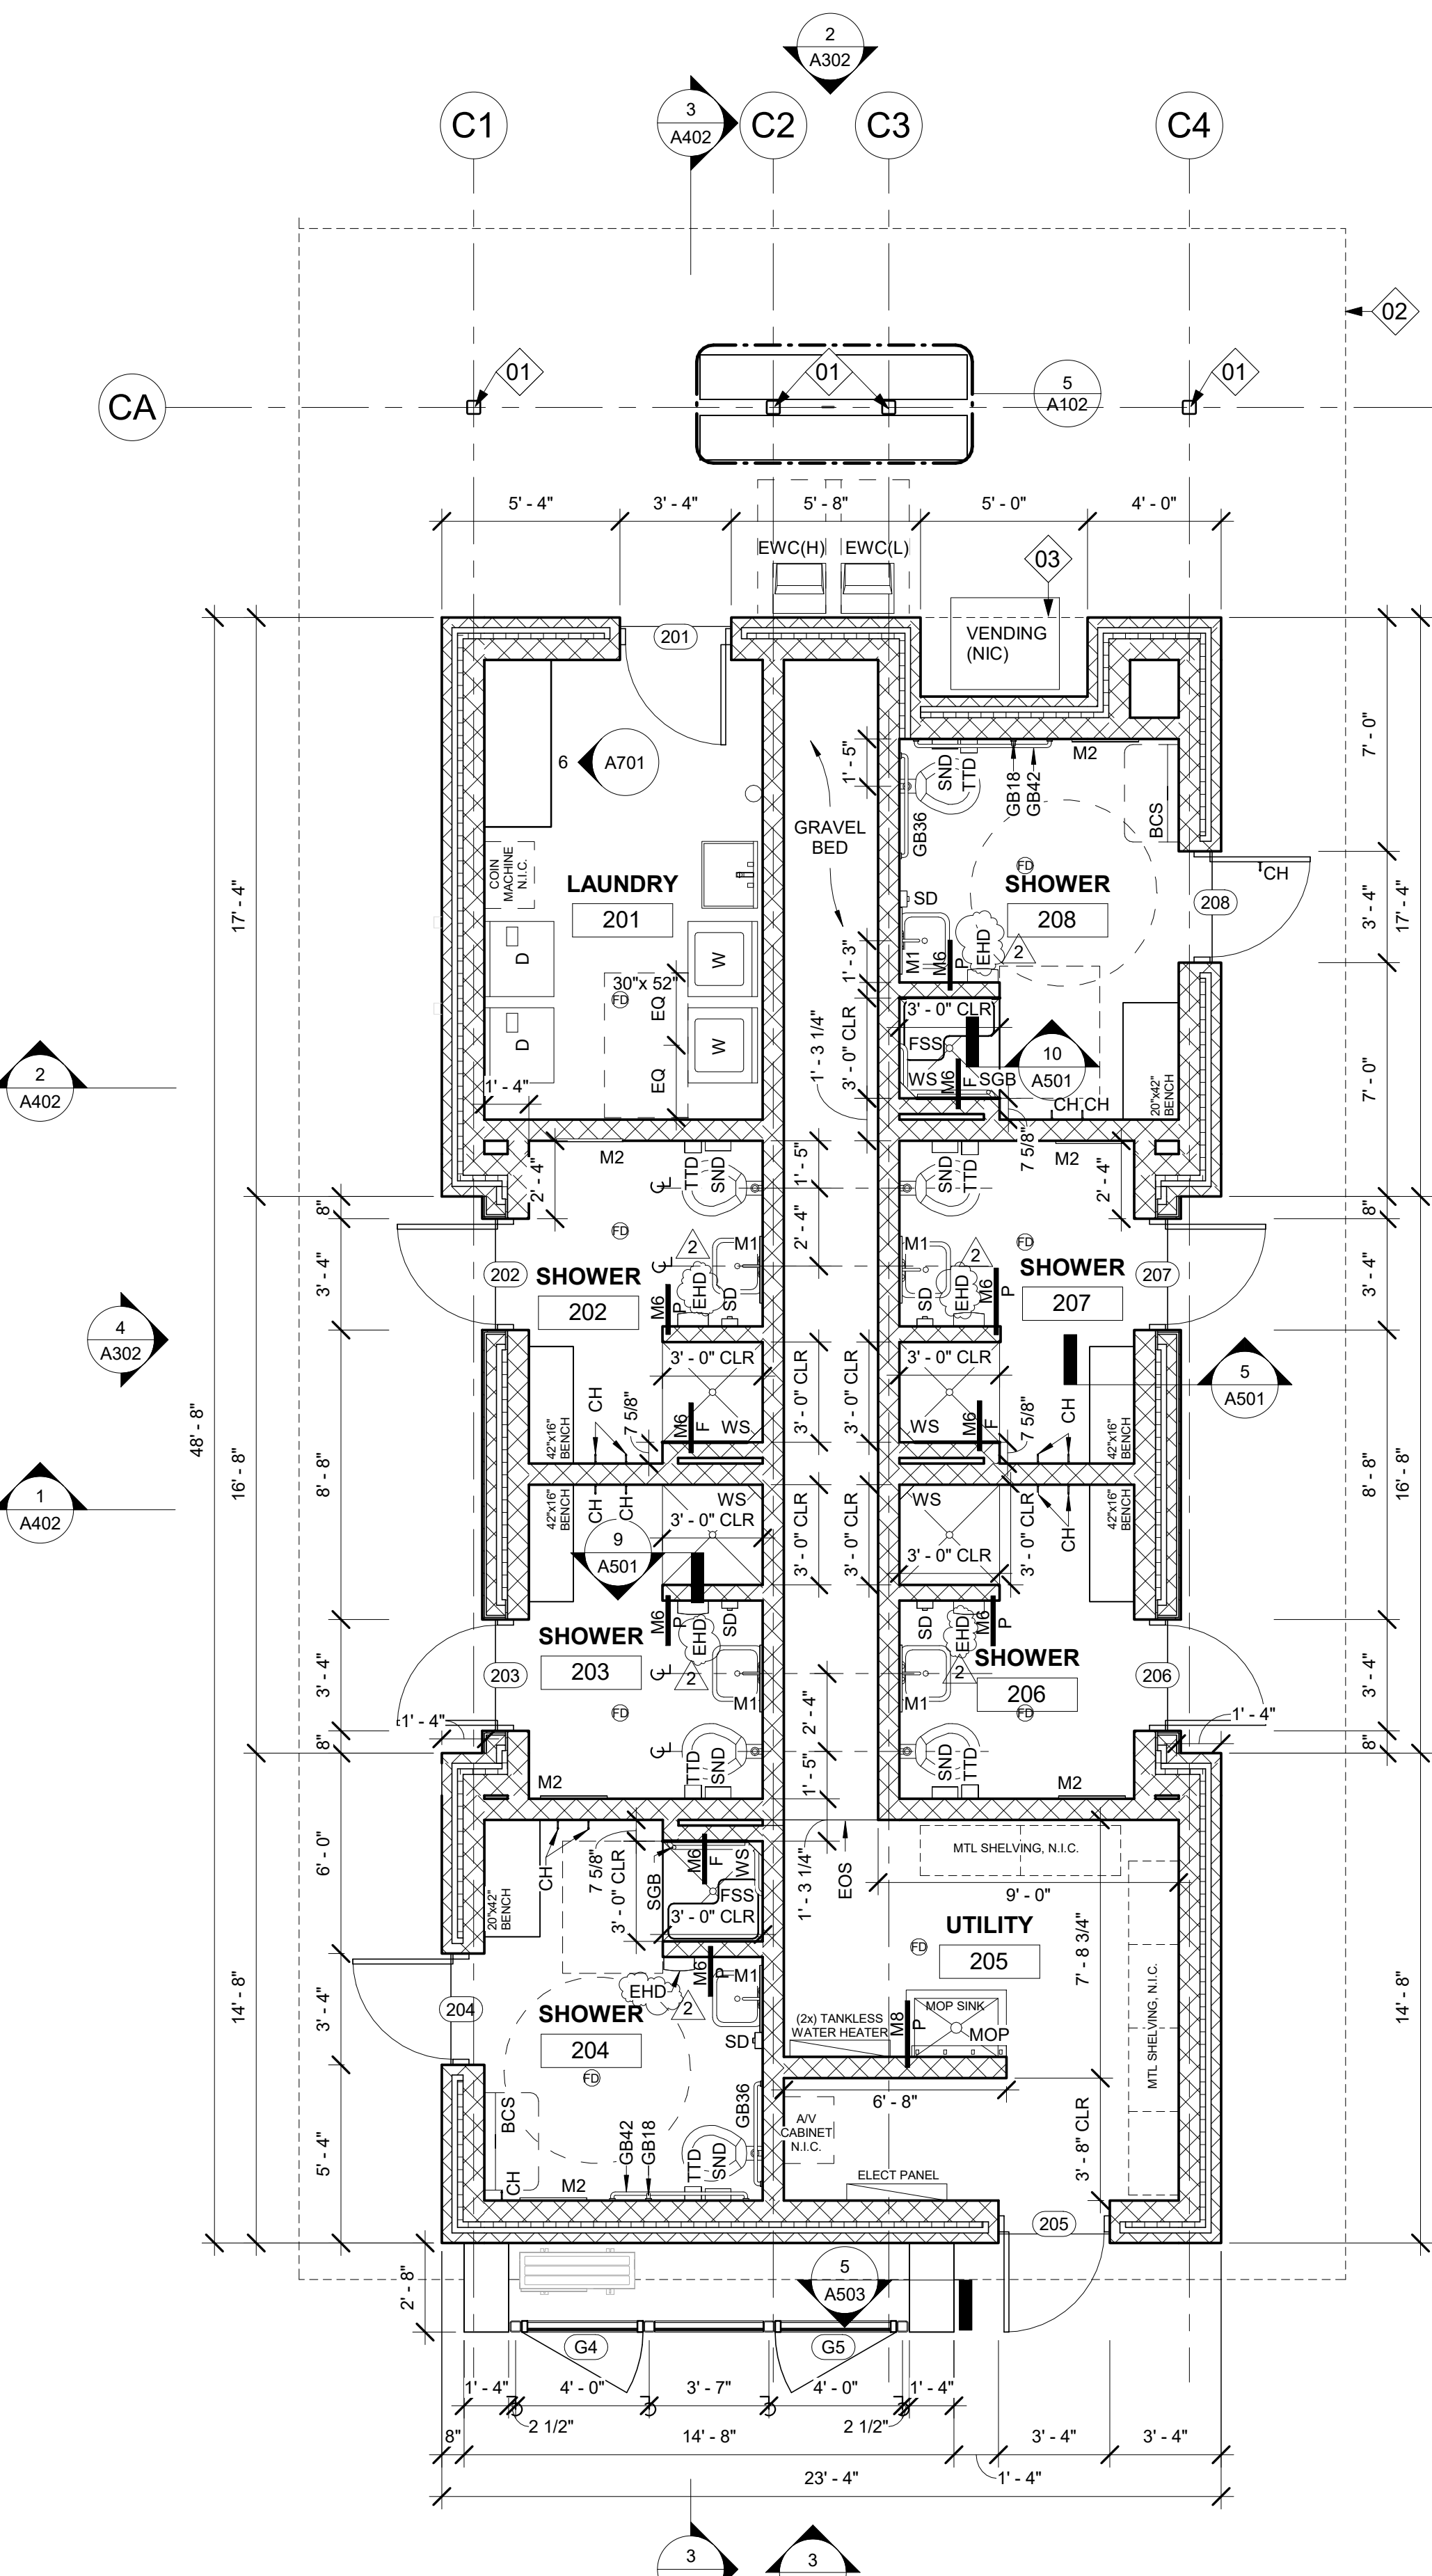 2
A302
3
A402
C1
C2
C3
C4
02
01
01
01
CA
5
A102
5' - 4"
3' - 4"
5' - 8"
5' - 0"
4' - 0"
EWC(H)
EWC(L)
03
VENDING
(NIC)
201
6
A701
GRAVEL
BED
1' - 5"
SND
TTD
GB18
GB42
M2
BCS
GB36
FD
CH
7' - 0"
COIN
MACHINE
N.I.C.
LAUNDRY
201
SHOWER
208
208
SD
M1
M6
P
EHD
2
17' - 4"
3' - 4"
17' - 4"
D
W
30"x 52"
FD
EQ
1' - 3"
3' - 0" CLR
3' - 0" CLR
FSS
WS
M6
F
SGB
10
A501
20"x42"
BENCH
D
W
EQ
1' - 4"
1' - 3 1/4"
CH
CH
7 5/8"
7' - 0"
2
A402
M2
2' - 4"
TTD
SND
CL
1' - 5"
SND
TTD
M2
2' - 4"
8"
8"
FD
2' - 4"
FD
202
SHOWER
202
CL
2
M1
M6
P
EHD
SD
M1
2
SD
EHD
M6
P
SHOWER
207
207
3' - 4"
3' - 4"
4
A302
3' - 0" CLR
3' - 0" CLR
3' - 0" CLR
3' - 0" CLR
42"x16"
BENCH
CH
7 5/8"
M6
F
WS
WS
M6
F
7 5/8"
CH
42"x16"
BENCH
5
A501
48' - 8"
16' - 8"
8' - 8"
8' - 8"
16' - 8"
1
A402
42"x16"
BENCH
CH
CH
WS
3' - 0" CLR
3' - 0" CLR
3' - 0" CLR
WS
3' - 0" CLR
3' - 0" CLR
CH
42"x16"
BENCH
9
A501
SHOWER
203
203
M6
P
EHD
SD
2
CL
M1
FD
SD
EHD
M6
P
2
M1
SHOWER
206
206
FD
3' - 4"
3' - 4"
1' - 4"
2' - 4"
1' - 4"
8"
CL
TTD
SND
1' - 5"
SND
TTD
8"
M2
M2
6' - 0"
CH
7 5/8"
3' - 0" CLR
SGB
M6
F
WS
FSS
3' - 0" CLR
1' - 3 1/4"
EOS
MTL SHELVING, N.I.C.
9' - 0"
20"x42"
BENCH
UTILITY
205
FD
7' - 8 3/4"
MTL SHELVING, N.I.C.
M6
P
M1
EHD
2
204
SHOWER
204
SD
FD
3' - 4"
14' - 8"
14' - 8"
(2x) TANKLESS
WATER HEATER
M8
P
MOP SINK
MOP
6' - 8"
3' - 8" CLR
A/V
CABINET
N.I.C.
ELECT PANEL
5' - 4"
BCS
CH
M2
GB42
GB18
TTD
SND
GB36
205
2' - 8"
5
A503
G4
G5
1' - 4"
4' - 0"
3' - 7"
4' - 0"
1' - 4"
2 1/2"
2 1/2"
8"
14' - 8"
3' - 4"
3' - 4"
1' - 4"
23' - 4"
3
3